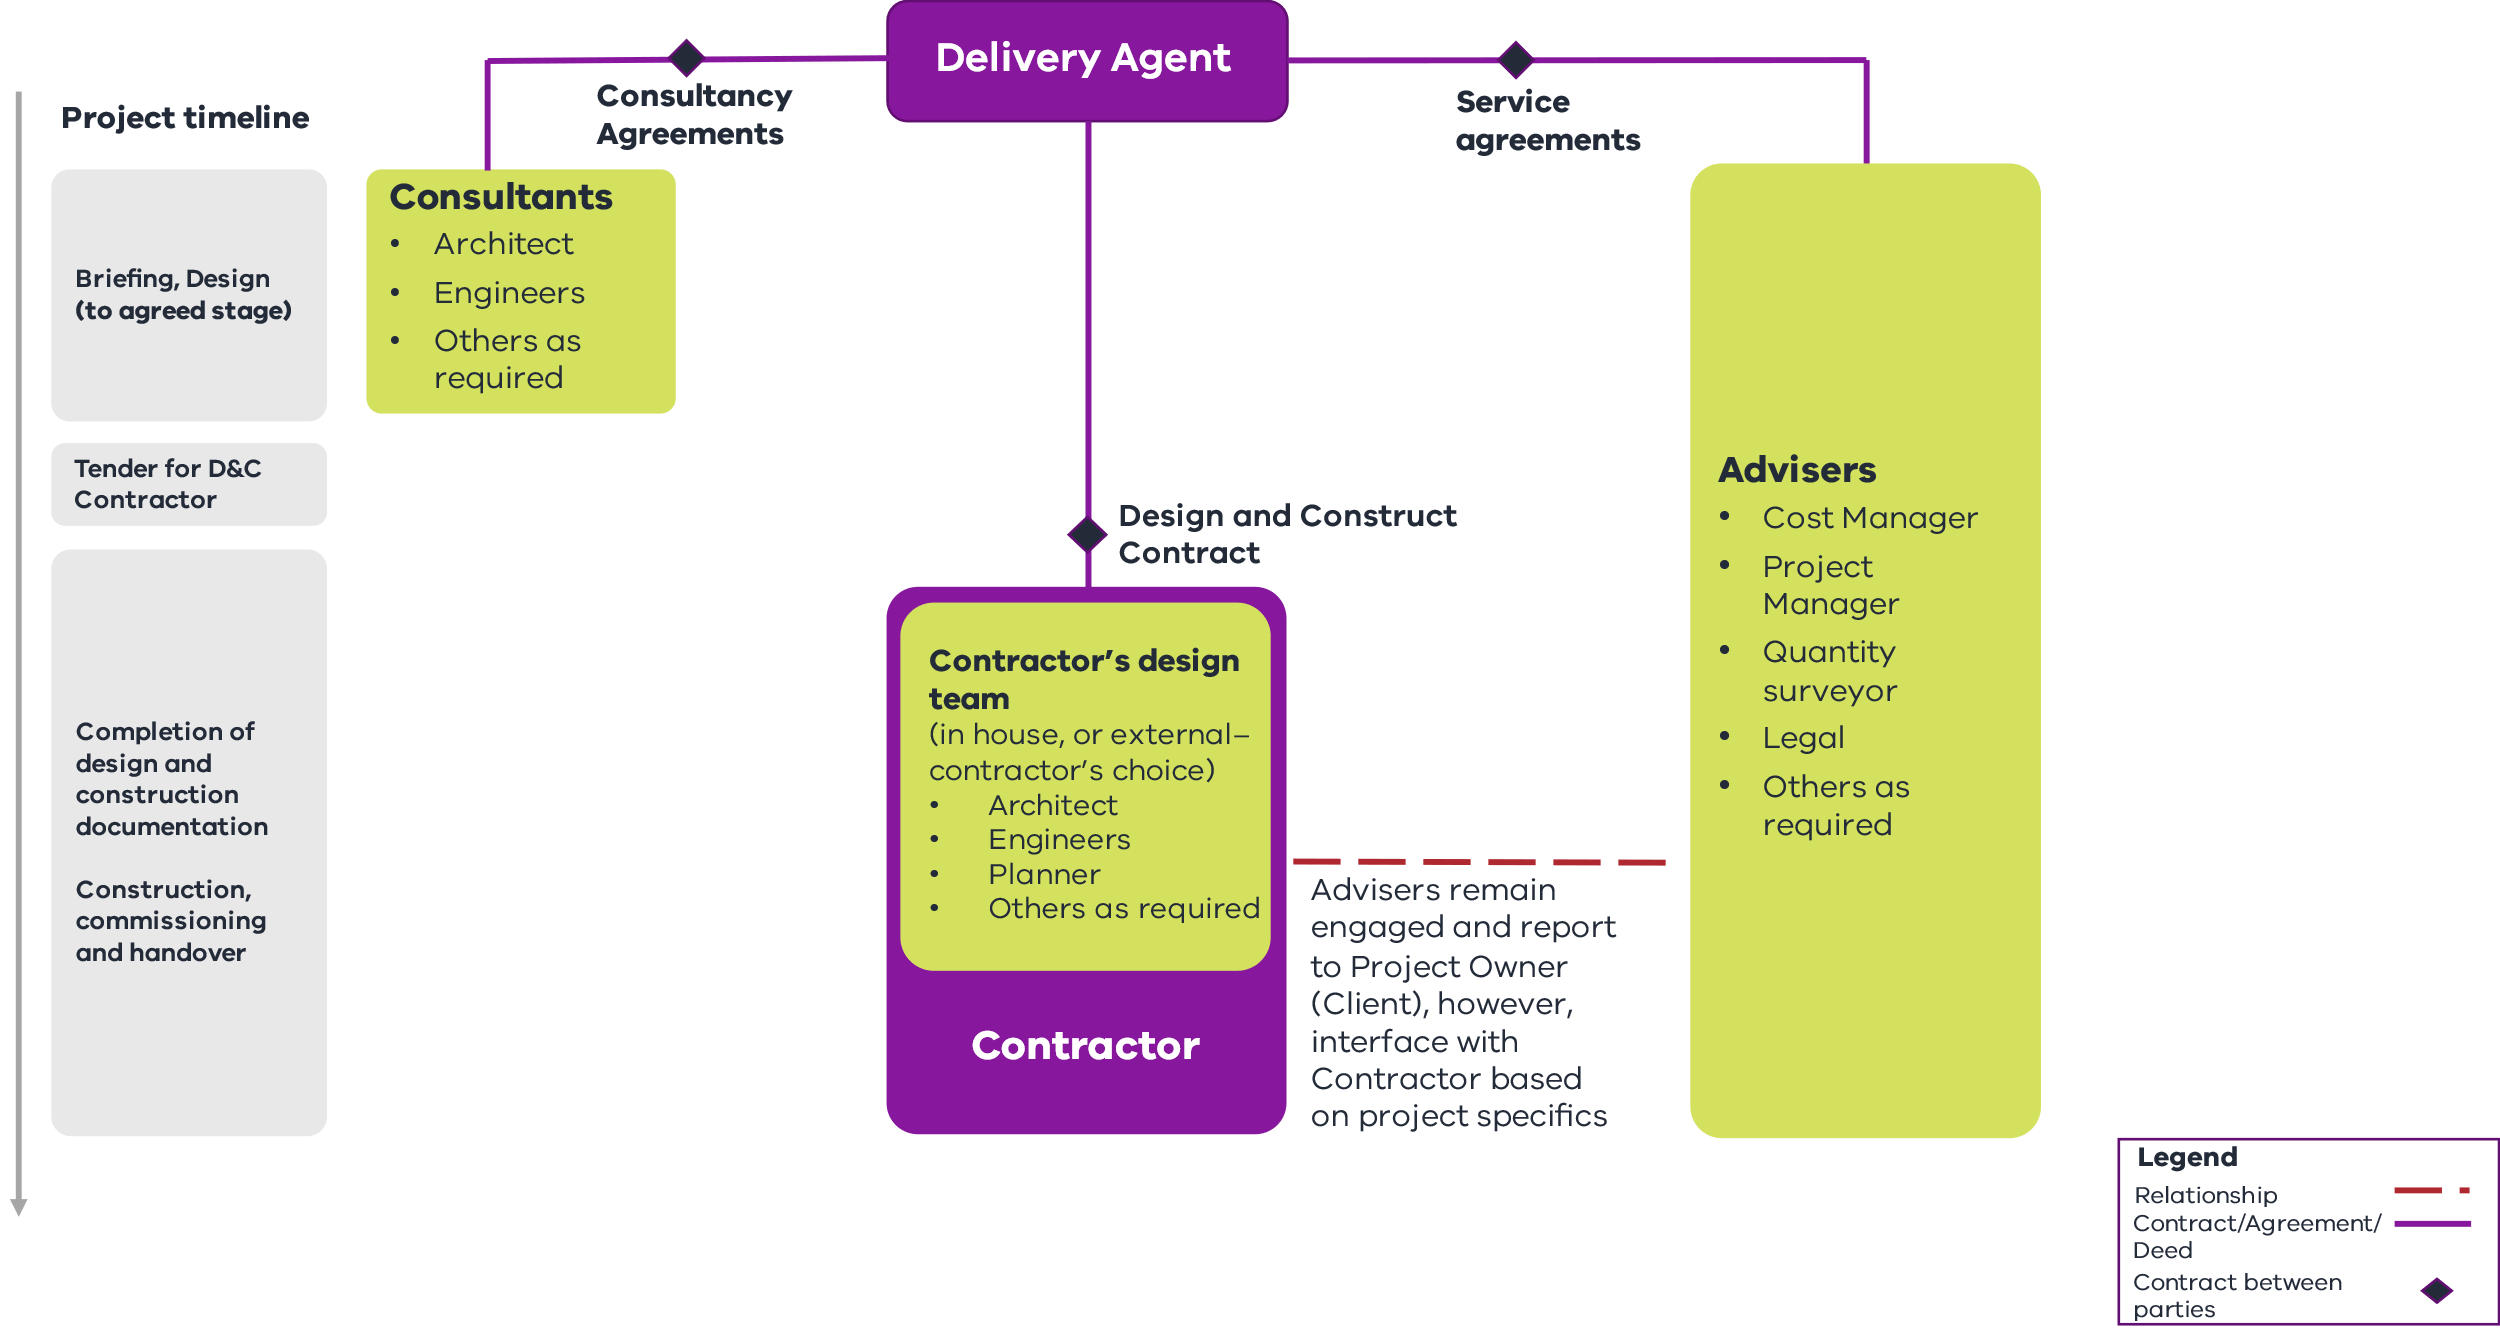 Delivery Agent
Consultancy
Agreements
Service
agreements
Project timeline
Briefing, Design
(to agreed stage)
Tender for D&C
Contractor
Completion of
design and
construction
documentation
Construction,
commissioning
and handover
Consultants
• Architect
• Engineers
• Others as
required
Design and Construct
Contract
Contractor’s design
team
(in house, or external–
contractor’s choice)
• Architect
• Engineers
• Planner
• Others as required
Contractor
Advisers remain
engaged and report
to Project Owner
(Client), however,
interface with
Contractor based
on project specifics
Advisers
• Cost Manager
• Project
Manager
• Quantity
surveyor
• Legal
• Others as
required
Legend
Relationship
Contract/Agreement/
Deed
Contract between
parties